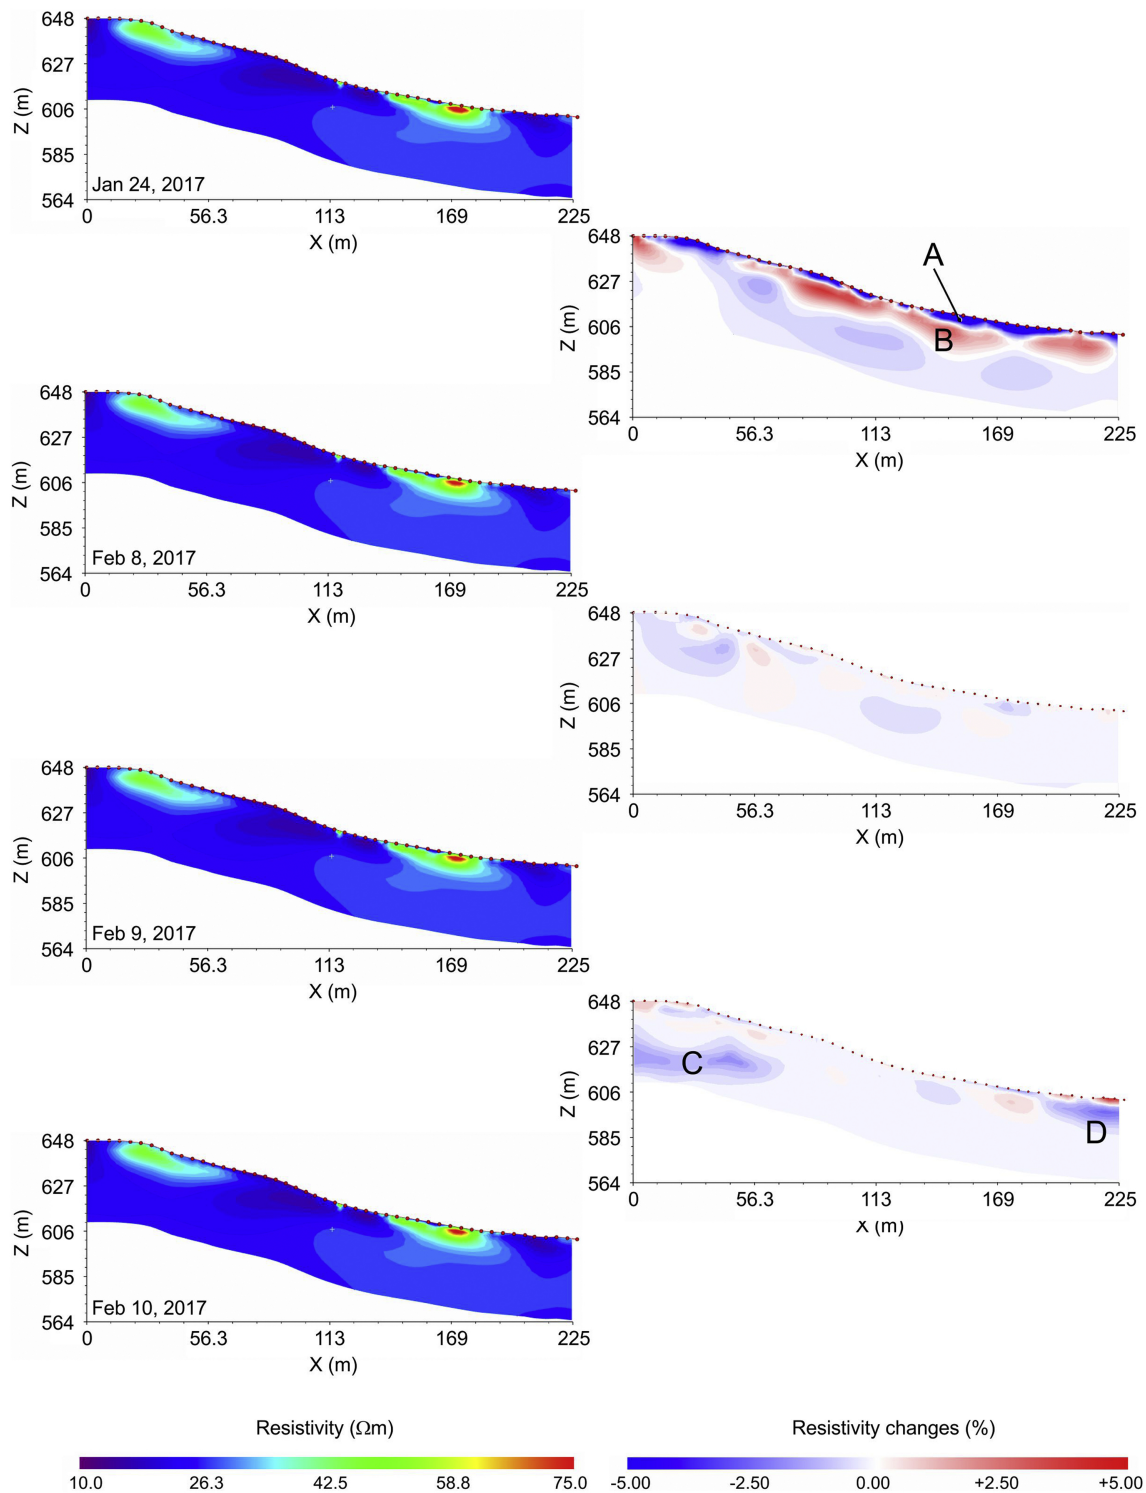 648
627
606
585
564
Z (m)
Jan 24, 2017
0 56.3 113 169 225
X (m)
648
627
606
585
564
Z (m)
A
B
0 56.3 113 169 225
X (m)
648
627
606
585
564
Z (m)
Feb 8, 2017
0 56.3 113 169 225
X (m)
648
627
606
585
564
Z (m)
0 56.3 113 169 225
X (m)
648
627
606
585
564
Z (m)
Feb 9, 2017
0 56.3 113 169 225
X (m)
648
627
606
585
564
Z (m)
C
D
0 56.3 113 169 225
X (m)
648
627
606
585
564
Z (m)
Feb 10, 2017
0 56.3 113 169 225
X (m)
Resistivity (Ωm)
10.0 26.3 42.5 58.8 75.0
Resistivity changes (%)
-5.00 -2.50 0.00 +2.50 +5.00